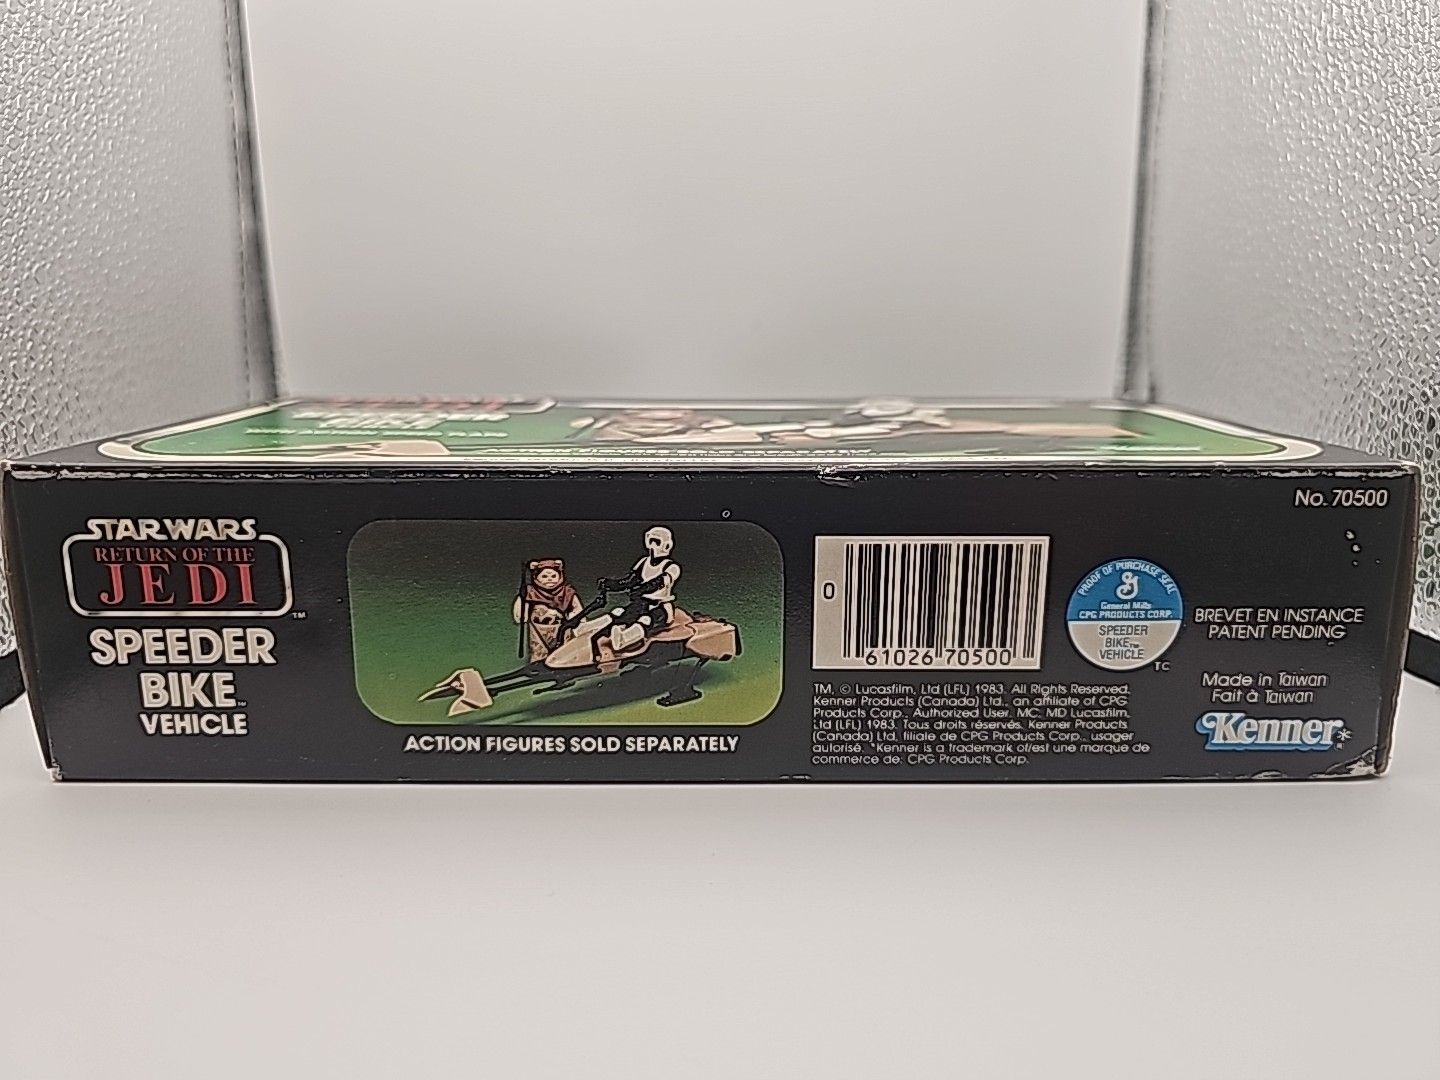 STAR WARS
RETURN OF THE
JEDI
TM
SPEEDER
BIKE TM
VEHICLE
ACTION FIGURES SOLD SEPARATELY
0
61026 70500
PROOF OF PURCHASE SEAL
G
General Mills
CPG PRODUCTS CORP.
SPEEDER
BIKE TM
VEHICLE
TC
TM, © Lucasfilm, Ltd (LFL) 1983. All Rights Reserved.
Kenner Products (Canada) Ltd., an affiliate of CPG
Products Corp., Authorized User. MC, MD Lucasfilm,
Ltd (LFL) 1983. Tous droits réservés. Kenner Products
(Canada) Ltd, filiale de CPG Products Corp., usager
autorisé. *Kenner is a trademark of/est une marque de
commerce de: CPG Products Corp.
No. 70500
BREVET EN INSTANCE
PATENT PENDING
Made in Taiwan
Fait à Taiwan
Kenner*